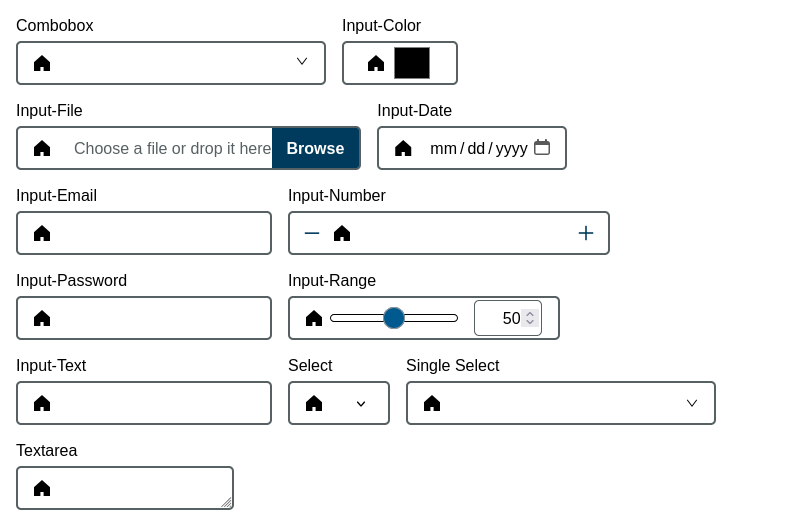 Combobox Input-Color
Input-File Input-Date
Choose a file or drop it here Browse mm/dd/yyyy
Input-Email Input-Number
Input-Password Input-Range
50
Input-Text Select Single Select
Textarea